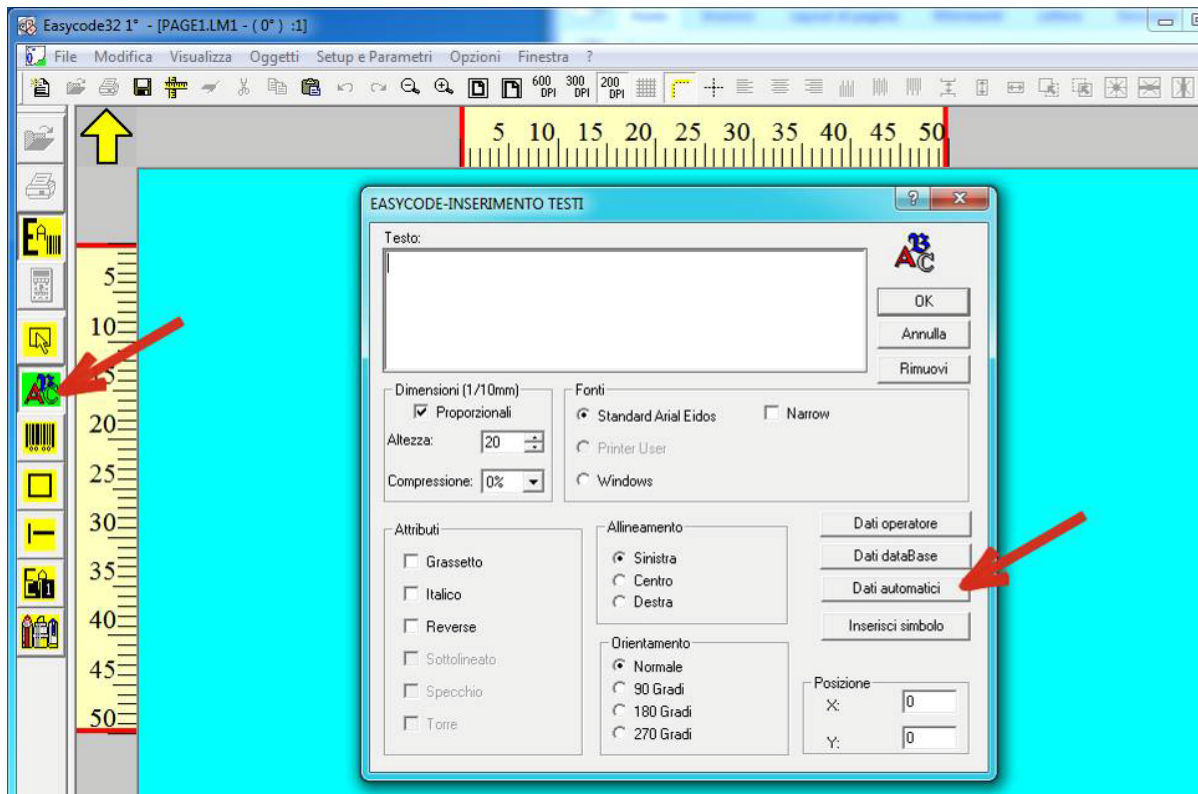 Easycode32 1° - [PAGE1.LM1 - ( 0° ) :1]
File Modifica Visualizza Oggetti Setup e Parametri Opzioni Finestra ?
600 DPI 300 DPI 200 DPI
5 10 15 20 25 30 35 40 45 50
EASYCODE-INSERIMENTO TESTI
Testo:
OK
Annulla
Rimuovi
Dimensioni (1/10mm)
Proporzionali
Altezza: 20
Compressione: 0%
Fonti
Standard Arial Eidos
Narrow
Printer User
Windows
Attributi
Grassetto
Italico
Reverse
Sottolineato
Specchio
Torre
Allineamento
Sinistra
Centro
Destra
Orientamento
Normale
90 Gradi
180 Gradi
270 Gradi
Dati operatore
Dati dataBase
Dati automatici
Inserisci simbolo
Posizione
X: 0
Y: 0
5
10
15
20
25
30
35
40
45
50